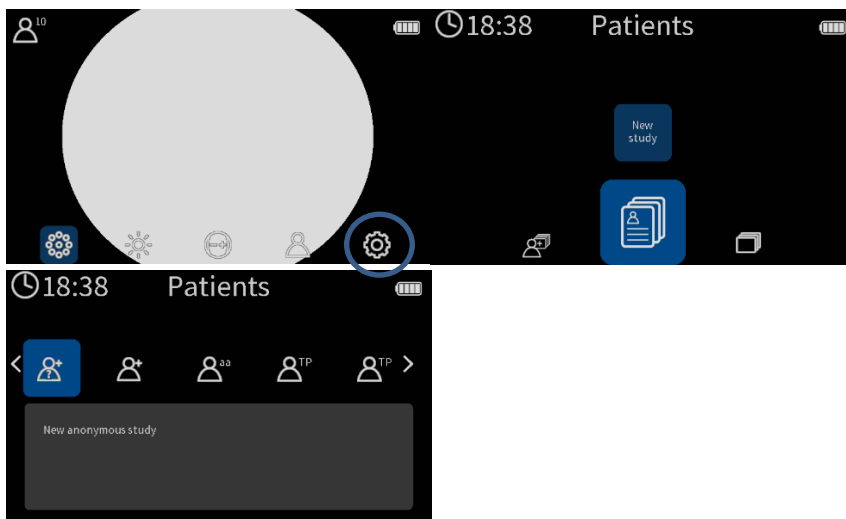 10
18:38 Patients
New
study
18:38 Patients
aa TP TP
New anonymous study